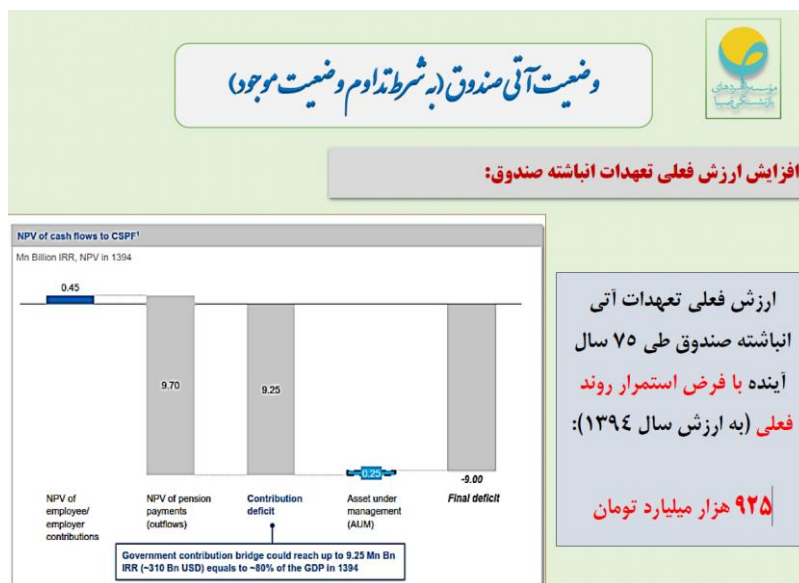 وضعیت آتی صندوق (به شرط تداوم وضعیت موجود)
مؤسسه راهبردهای
بازنشستگی صبا
افزایش ارزش فعلی تعهدات انباشته صندوق:
NPV of cash flows to CSPF¹
Mn Billion IRR, NPV in 1394
0.45
9.70
9.25
0.25
-9.00
NPV of
employee/
employer
contributions
NPV of pension
payments
(outflows)
Contribution
deficit
Asset under
management
(AUM)
Final deficit
Government contribution bridge could reach up to 9.25 Mn Bn
IRR (~310 Bn USD) equals to ~80% of the GDP in 1394
ارزش فعلی تعهدات آتی
انباشته صندوق طی ۷۵ سال
آینده با فرض استمرار روند
فعلی (به ارزش سال ۱۳۹٤):
۹۲۵ هزار میلیارد تومان